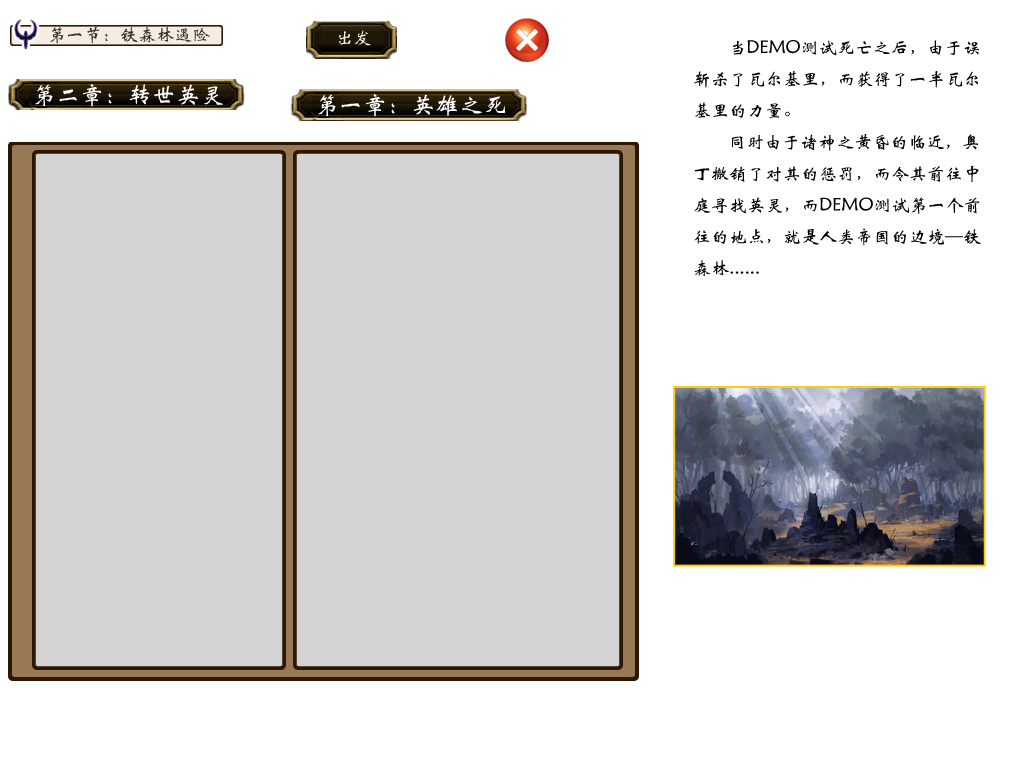 第一节：铁森林遇险
出发
第二章：转世英灵
第一章：英雄之死
当DEMO测试死亡之后，由于误
斩杀了瓦尔基里，而获得了一半瓦尔
基里的力量。
同时由于诸神之黄昏的临近，奥
丁撤销了对其的惩罚，而令其前往中
庭寻找英灵，而DEMO测试第一个前
往的地点，就是人类帝国的边境—铁
森林……